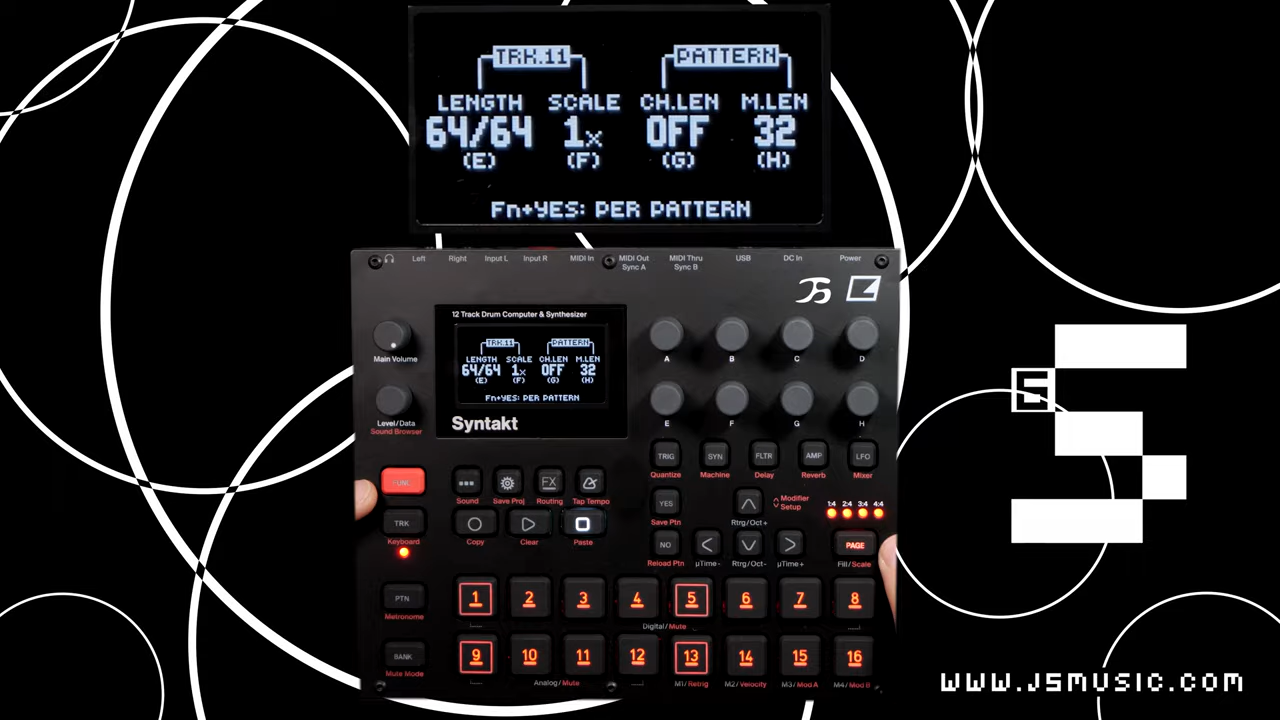 TRK.11 PATTERN
LENGTH SCALE CH.LEN M.LEN
64/64 1x OFF 32
(E) (F) (G) (H)
Fn+YES: PER PATTERN
Left Right Input L Input R MIDI In MIDI Out MIDI Thru USB DC In Power
Sync A Sync B
JS
12 Track Drum Computer & Synthesizer
TRK.11 PATTERN
LENGTH SCALE CH.LEN M.LEN
64/64 1x OFF 32
(E) (F) (G) (H)
Fn+YES: PER PATTERN
Syntakt
Main Volume
Level/Data
Sound Browser
A B C D
E F G H
TRIG SYN FLTR AMP LFO
Quantize Machine Delay Reverb Mixer
FUNC
FX
Sound Save Proj Routing Tap Tempo
YES
Save Ptn
Rtrg/Oct+
Modifier
Setup
1:4 2:4 3:4 4:4
TRK
Keyboard
Copy Clear Paste
NO PAGE
Reload Ptn µTime- Rtrg/Oct- µTime+ Fill/Scale
PTN
Metronome
1 2 3 4 5 6 7 8
Digital/Mute
BANK
Mute Mode
9 10 11 12 13 14 15 16
Analog/Mute M1/Retrig M2/Velocity M3/Mod A M4/Mod B
S
www.JSMUSIC.com